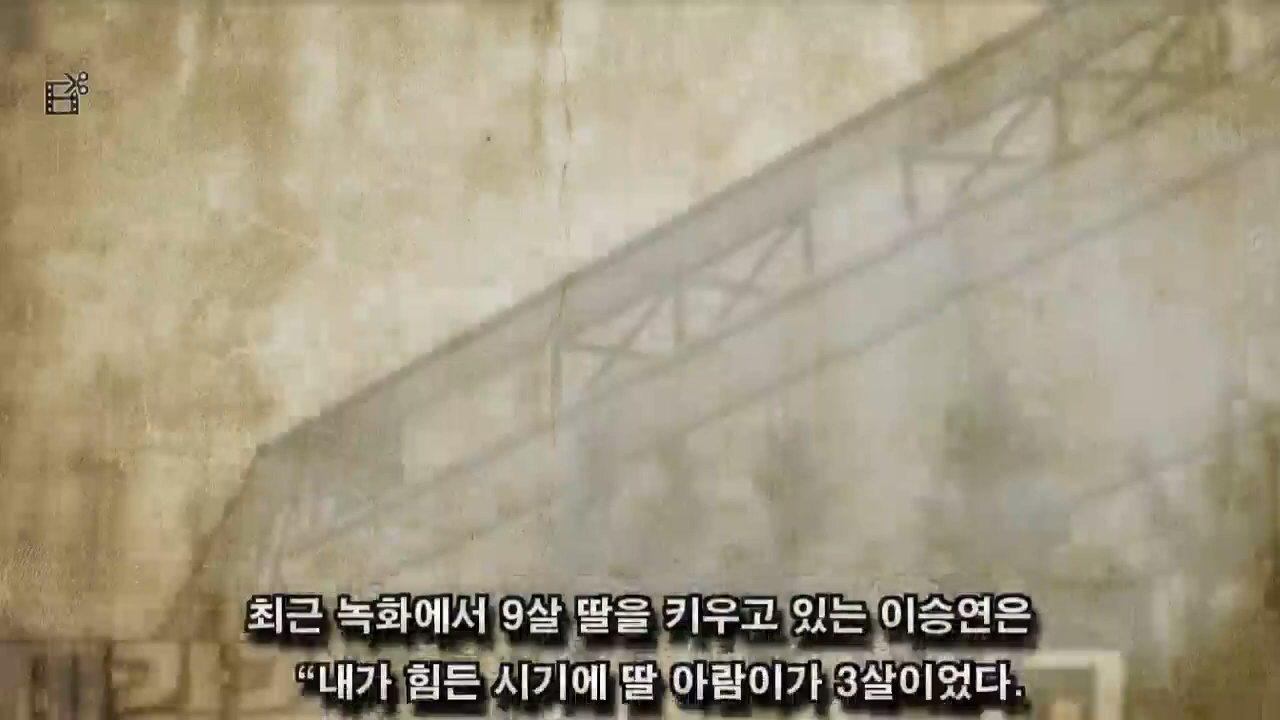 최근 녹화에서 9살 딸을 키우고 있는 이승연은
“내가 힘든 시기에 딸 아람이가 3살이었다.